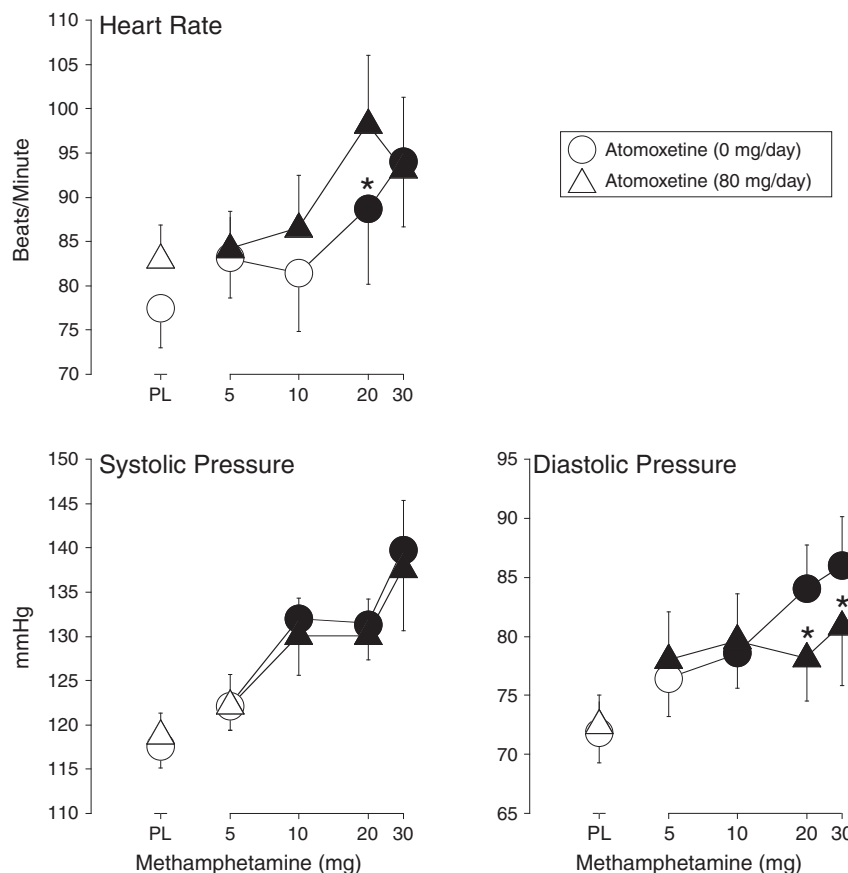 Heart Rate
110
105
100
95
90
85
80
75
70
Beats/Minute
*
PL 5 10 20 30
Atomoxetine (0 mg/day)
Atomoxetine (80 mg/day)
Systolic Pressure
150
145
140
135
130
125
120
115
110
mmHg
PL 5 10 20 30
Methamphetamine (mg)
Diastolic Pressure
95
90
85
80
75
70
65
* *
PL 5 10 20 30
Methamphetamine (mg)